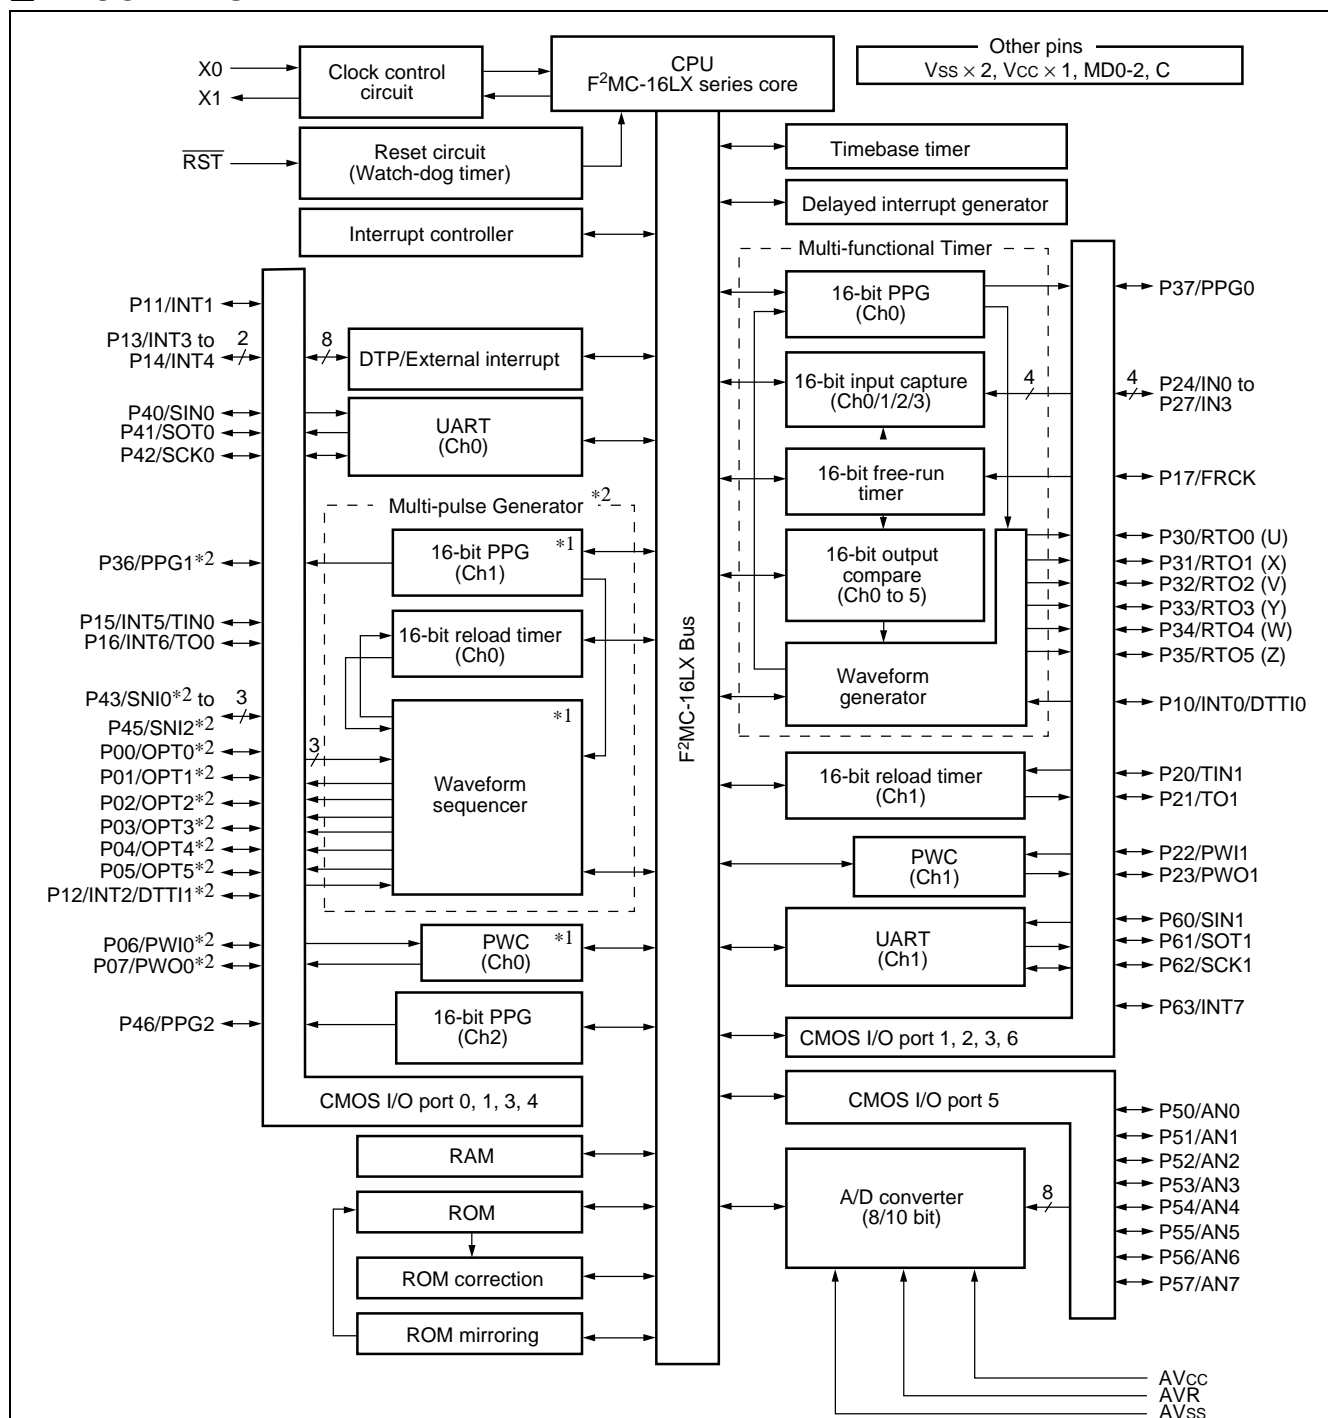 X0
X1
Clock control
circuit
CPU
F²MC-16LX series core
Other pins
VSS × 2, VCC × 1, MD0-2, C
RST
Reset circuit
(Watch-dog timer)
Timebase timer
Delayed interrupt generator
Interrupt controller
Multi-functional Timer
P11/INT1
P13/INT3 to
P14/INT4
2
8
DTP/External interrupt
P40/SIN0
P41/SOT0
P42/SCK0
UART
(Ch0)
Multi-pulse Generator *2
P36/PPG1*2
16-bit PPG
(Ch1)
*1
P15/INT5/TIN0
P16/INT6/TO0
16-bit reload timer
(Ch0)
P43/SNI0*2 to
P45/SNI2*2
3
P00/OPT0*2
P01/OPT1*2
P02/OPT2*2
P03/OPT3*2
P04/OPT4*2
P05/OPT5*2
P12/INT2/DTTI1*2
3
*1
Waveform
sequencer
P06/PWI0*2
P07/PWO0*2
PWC
(Ch0)
*1
P46/PPG2
16-bit PPG
(Ch2)
CMOS I/O port 0, 1, 3, 4
RAM
ROM
ROM correction
ROM mirroring
F²MC-16LX Bus
16-bit PPG
(Ch0)
P37/PPG0
16-bit input capture
(Ch0/1/2/3)
4
4
P24/IN0 to
P27/IN3
16-bit free-run
timer
P17/FRCK
16-bit output
compare
(Ch0 to 5)
P30/RTO0 (U)
P31/RTO1 (X)
P32/RTO2 (V)
P33/RTO3 (Y)
P34/RTO4 (W)
P35/RTO5 (Z)
Waveform
generator
P10/INT0/DTTI0
16-bit reload timer
(Ch1)
P20/TIN1
P21/TO1
PWC
(Ch1)
P22/PWI1
P23/PWO1
UART
(Ch1)
P60/SIN1
P61/SOT1
P62/SCK1
P63/INT7
CMOS I/O port 1, 2, 3, 6
CMOS I/O port 5
A/D converter
(8/10 bit)
8
P50/AN0
P51/AN1
P52/AN2
P53/AN3
P54/AN4
P55/AN5
P56/AN6
P57/AN7
AVCC
AVR
AVSS